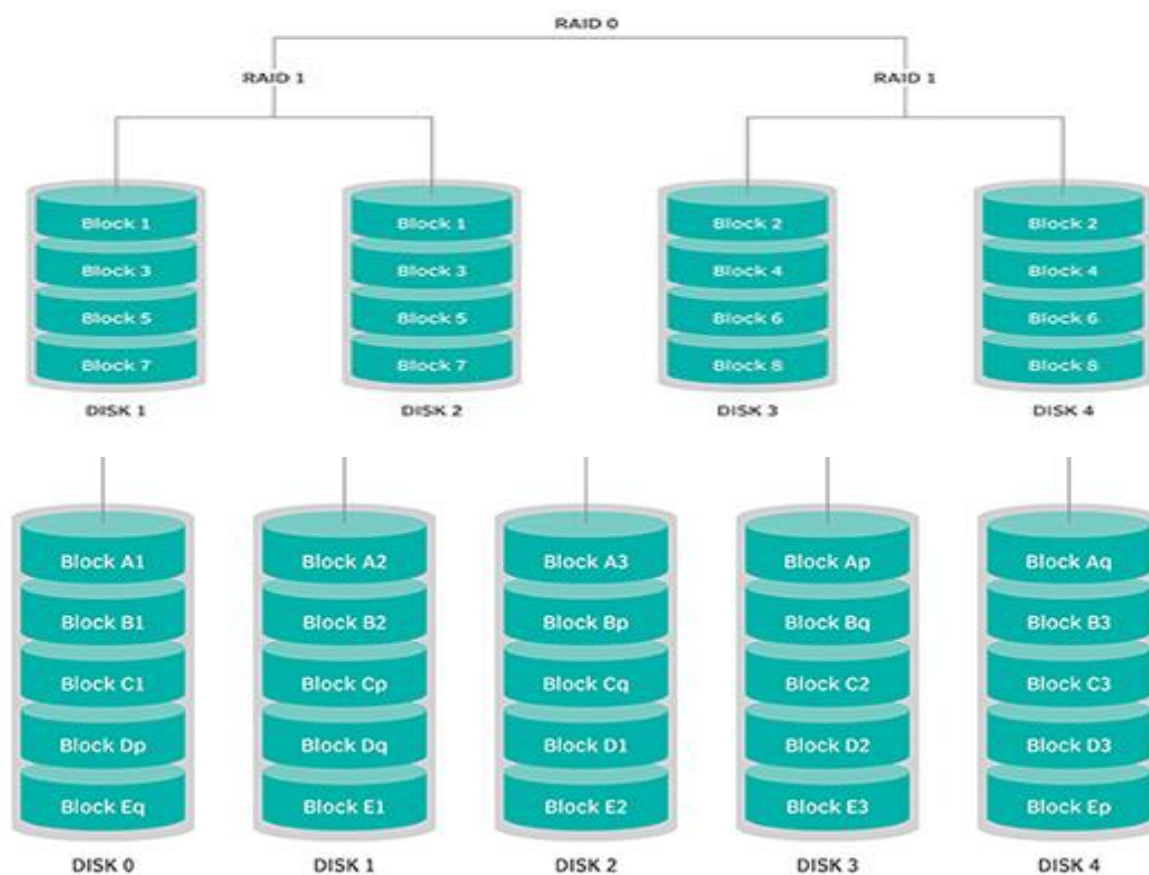 RAID 0
RAID 1 RAID 1
Block 1 Block 1 Block 2 Block 2
Block 3 Block 3 Block 4 Block 4
Block 5 Block 5 Block 6 Block 6
Block 7 Block 7 Block 8 Block 8
DISK 1 DISK 2 DISK 3 DISK 4
Block A1 Block A2 Block A3 Block Ap Block Aq
Block B1 Block B2 Block Bp Block Bq Block B3
Block C1 Block Cp Block Cq Block C2 Block C3
Block Dp Block Dq Block D1 Block D2 Block D3
Block Eq Block E1 Block E2 Block E3 Block Ep
DISK 0 DISK 1 DISK 2 DISK 3 DISK 4